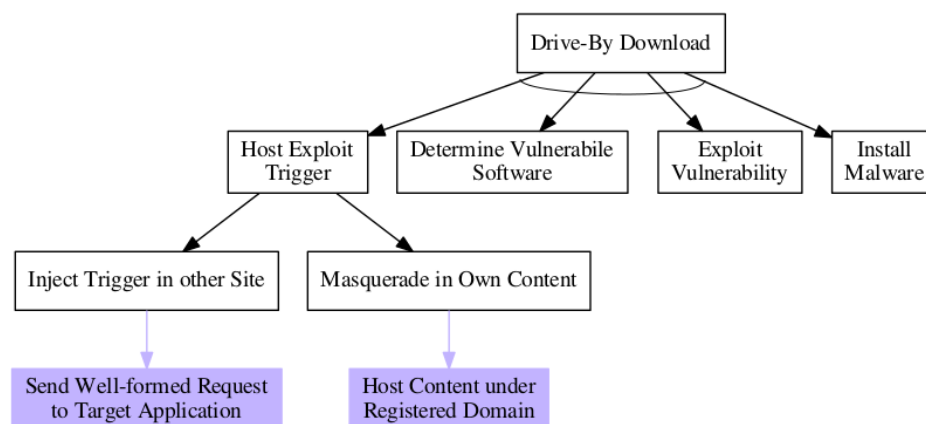 Drive-By Download
Host Exploit
Trigger
Determine Vulnerabile
Software
Exploit
Vulnerability
Install
Malware
Inject Trigger in other Site
Masquerade in Own Content
Send Well-formed Request
to Target Application
Host Content under
Registered Domain